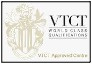 VTCT
WORLD CLASS
QUALIFICATIONS
VTCT Approved Centre